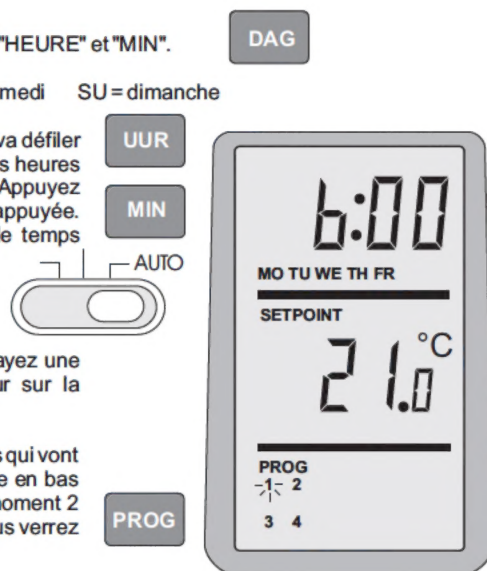 "HEURE" et "MIN".
DAG
medi SU = dimanche
va défiler
s heures
Appuyez
appuyée.
le temps
UUR
MIN
AUTO
ayez une
ur sur la
s qui vont
e en bas
moment 2
us verrez
PROG
6:00
MO TU WE TH FR
SETPOINT
21.0 °C
PROG
1 2
3 4